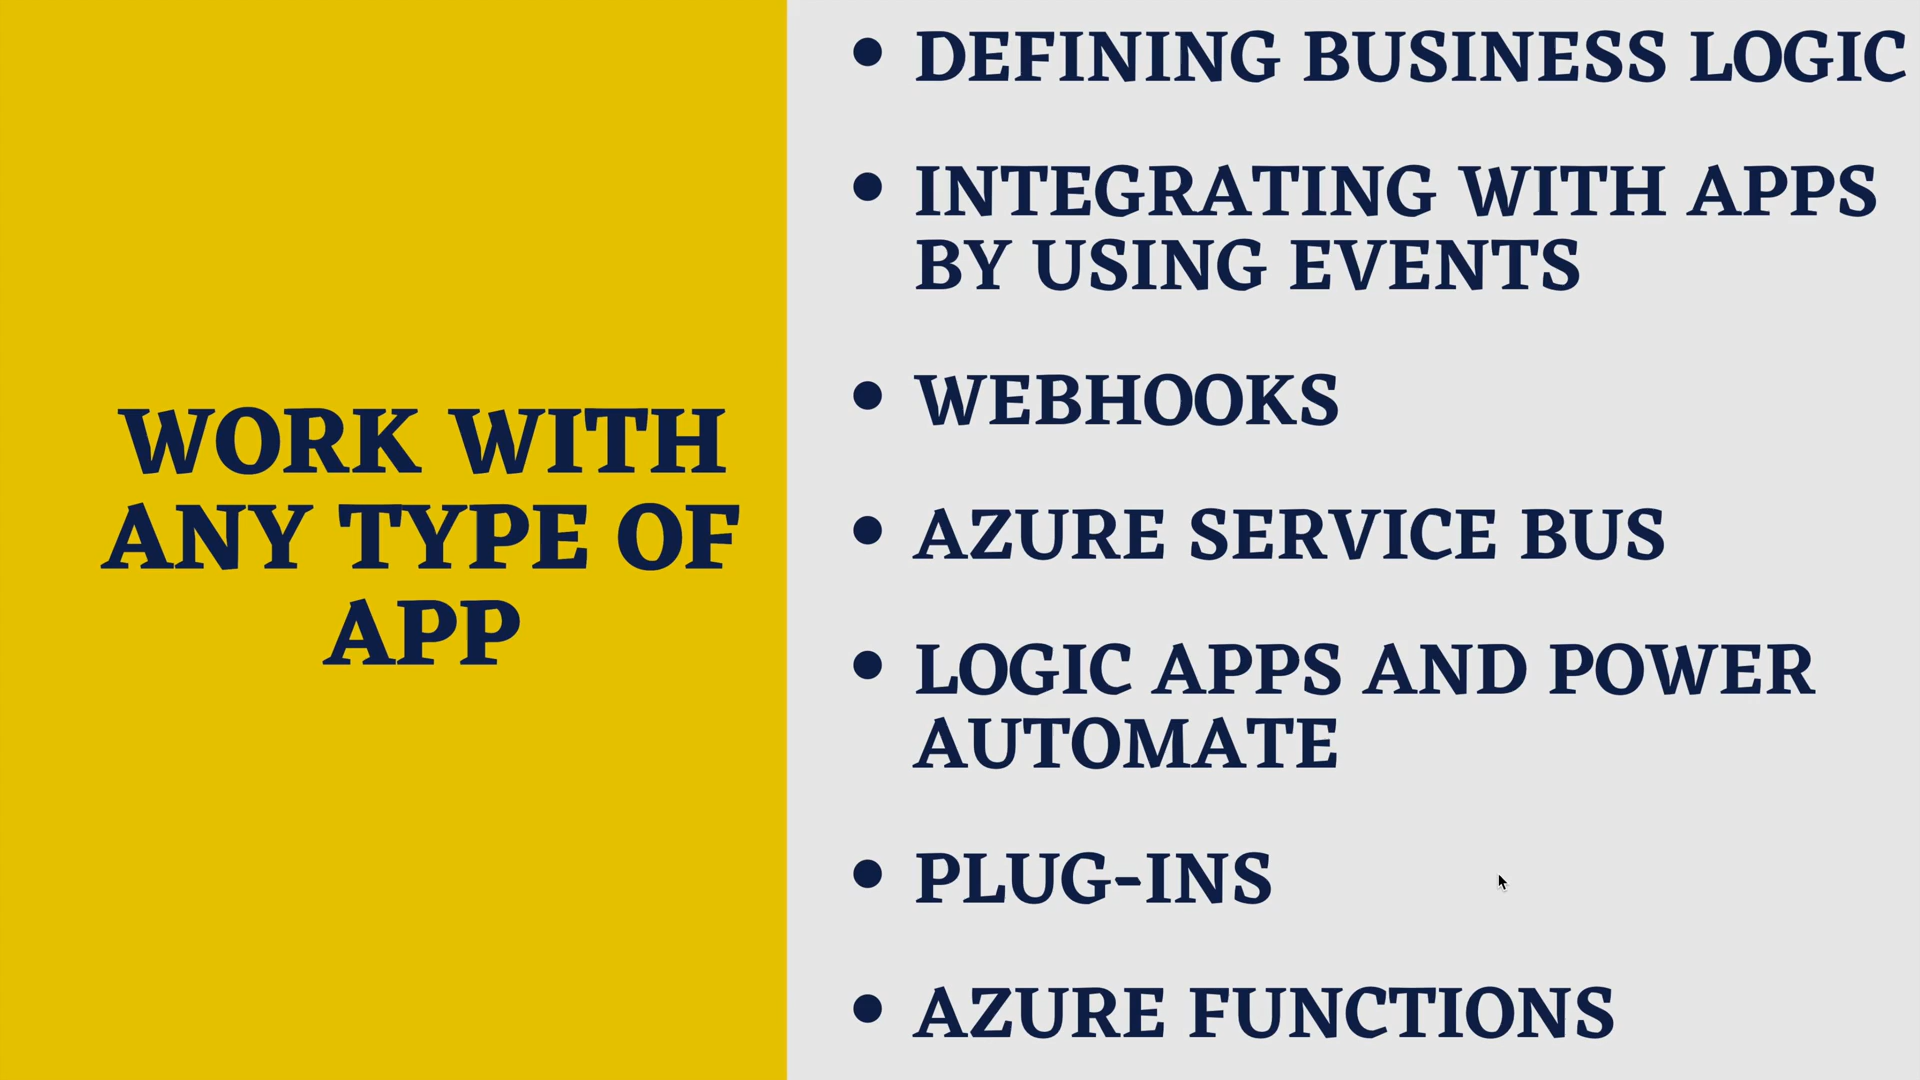 WORK WITH
ANY TYPE OF
APP
• DEFINING BUSINESS LOGIC
• INTEGRATING WITH APPS
BY USING EVENTS
• WEBHOOKS
• AZURE SERVICE BUS
• LOGIC APPS AND POWER
AUTOMATE
• PLUG-INS
• AZURE FUNCTIONS